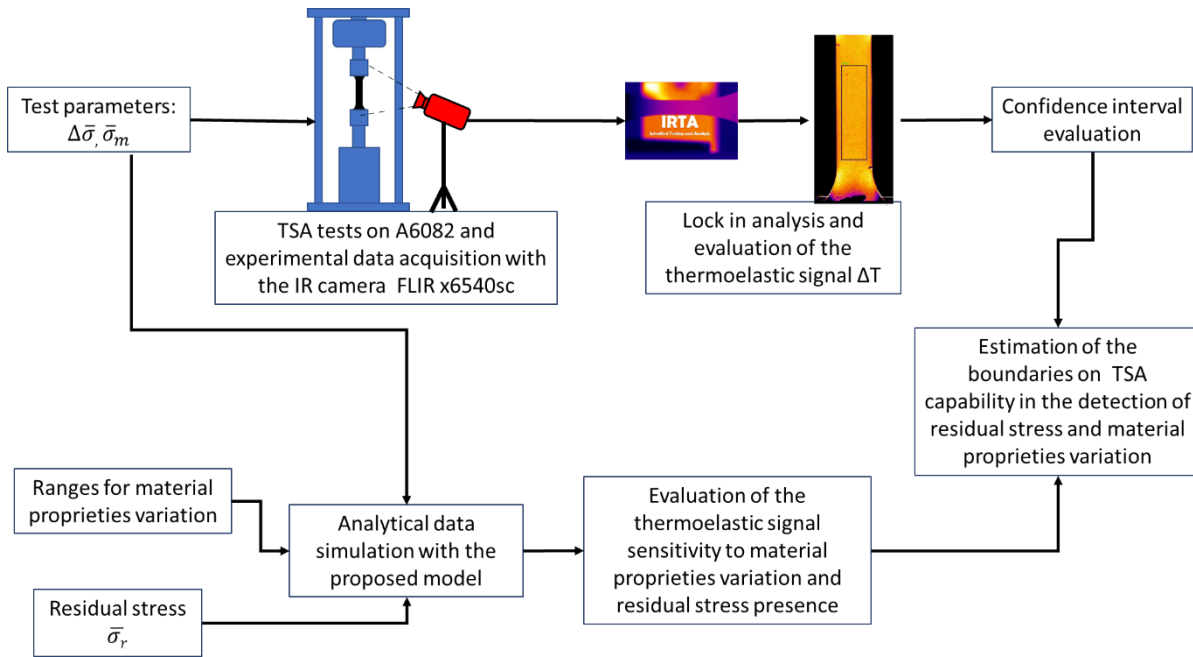 Test parameters:
Δσ̄, σ̄m
TSA tests on A6082 and
experimental data acquisition with
the IR camera FLIR x6540sc
IRTA
InfraRed Testing and Analysis
Lock in analysis and
evaluation of the
thermoelastic signal ΔT
Confidence interval
evaluation
Estimation of the
boundaries on TSA
capability in the detection of
residual stress and material
proprieties variation
Ranges for material
proprieties variation
Analytical data
simulation with the
proposed model
Evaluation of the
thermoelastic signal
sensitivity to material
proprieties variation and
residual stress presence
Residual stress
σ̄r